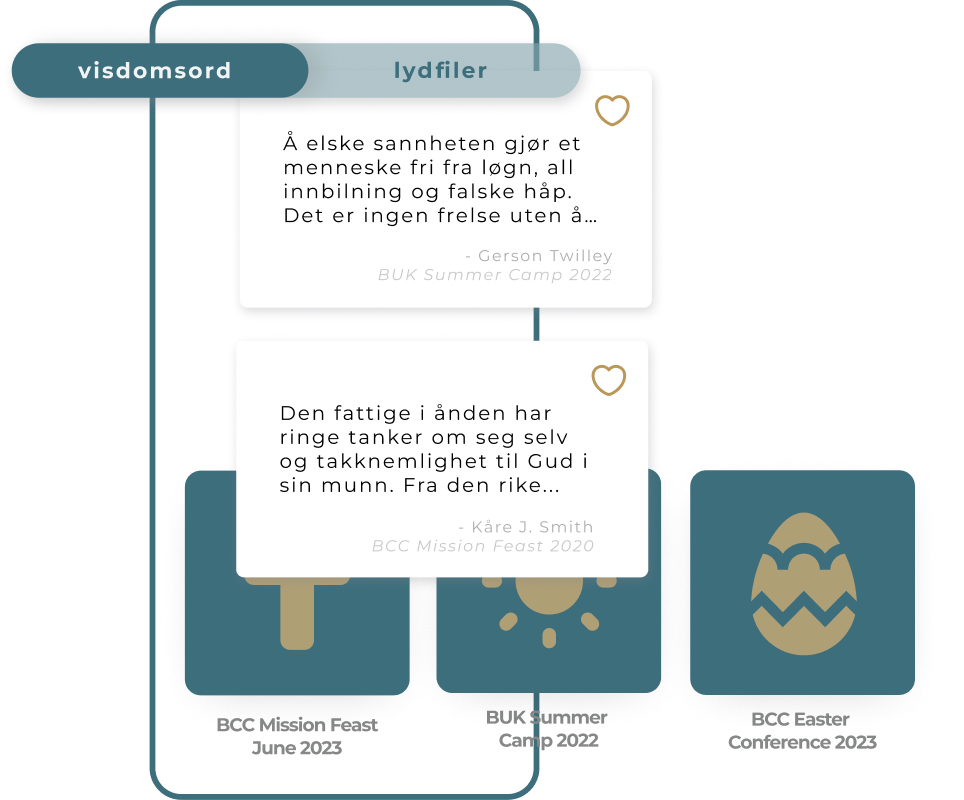 visdomsord
lydfiler
Å elske sannheten gjør et
menneske fri fra løgn, all
innbilning og falske håp.
Det er ingen frelse uten å…
- Gerson Twilley
BUK Summer Camp 2022
Den fattige i ånden har
ringe tanker om seg selv
og takknemlighet til Gud i
sin munn. Fra den rike...
- Kåre J. Smith
BCC Mission Feast 2020
BCC Mission Feast
June 2023
BUK Summer
Camp 2022
BCC Easter
Conference 2023